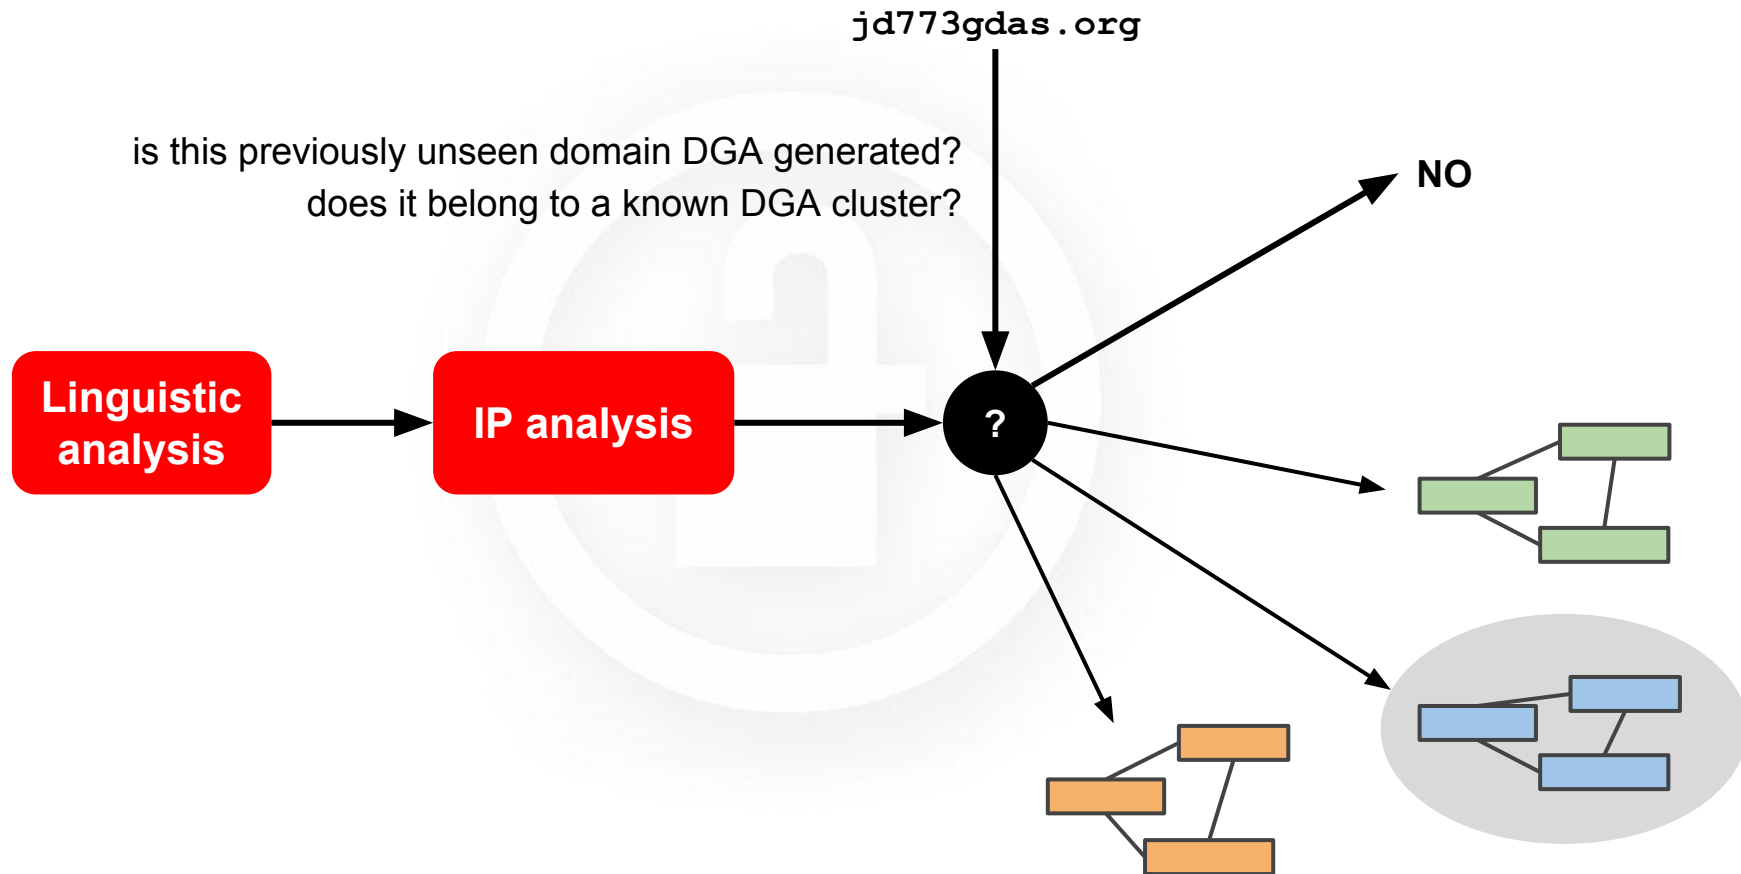 jd773gdas.org
is this previously unseen domain DGA generated?
does it belong to a known DGA cluster?
NO
Linguistic
analysis
IP analysis
?